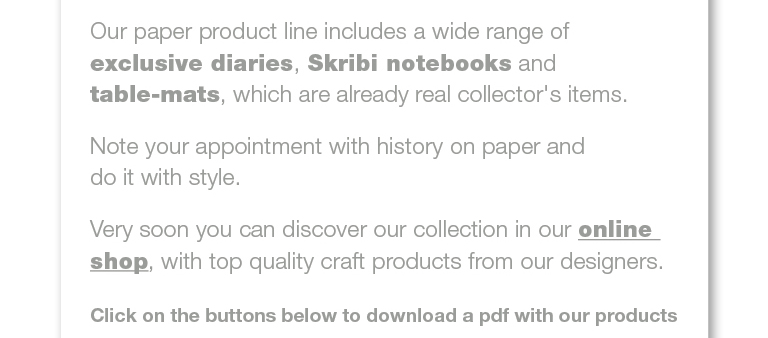 Our paper product line includes a wide range of
exclusive diaries, Skribi notebooks and
table-mats, which are already real collector's items.
Note your appointment with history on paper and
do it with style.
Very soon you can discover our collection in our online
shop, with top quality craft products from our designers.
Click on the buttons below to download a pdf with our products